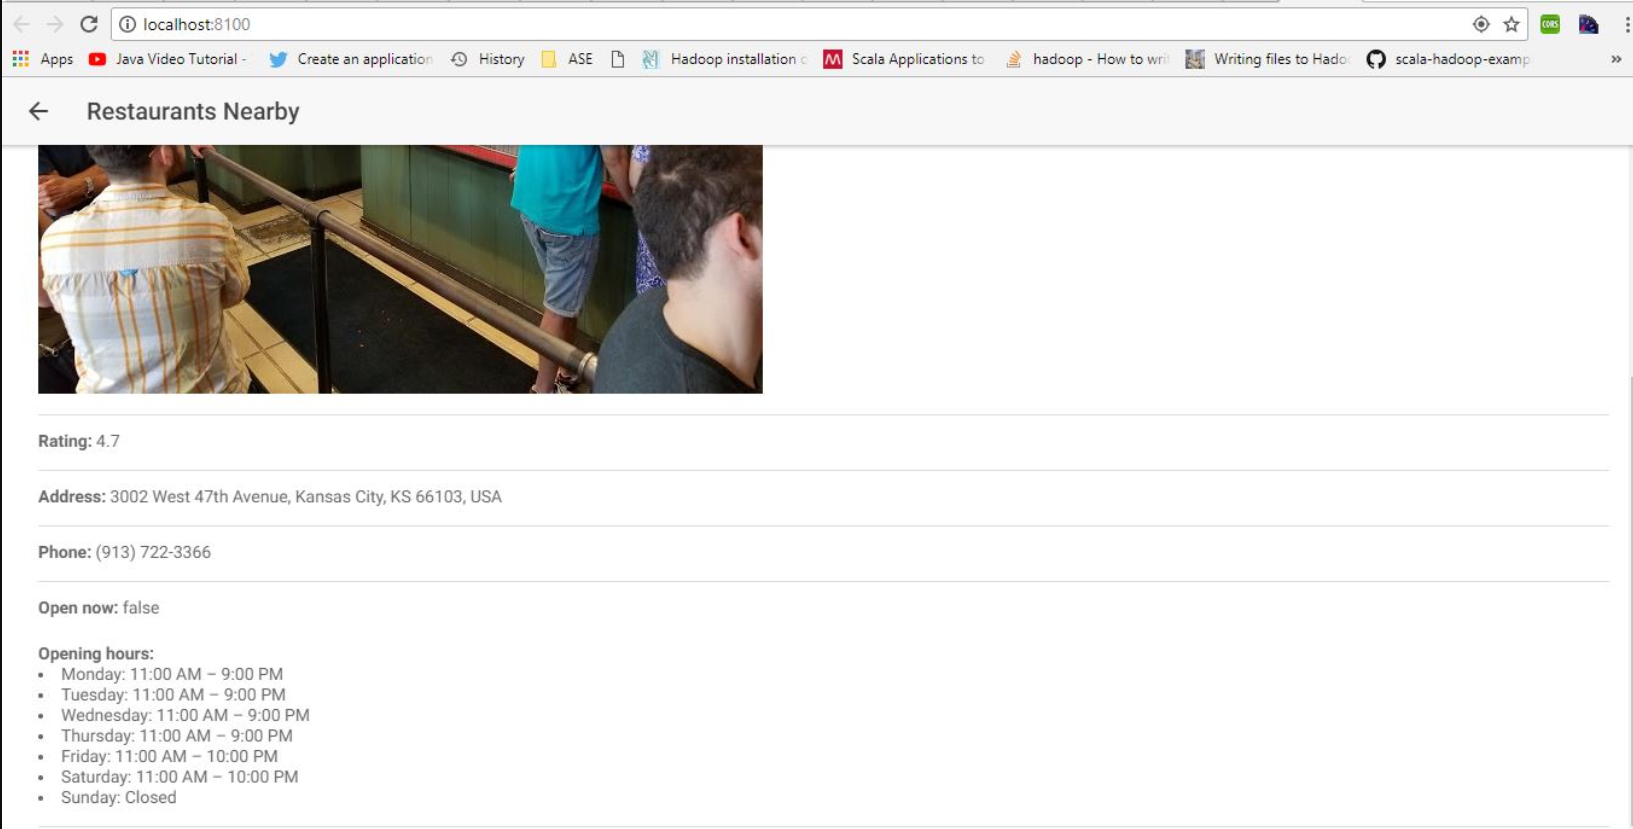 localhost:8100
CORS
Apps Java Video Tutorial - Create an application History ASE Hadoop installation Scala Applications to hadoop - How to wri Writing files to Hado scala-hadoop-examp »
Restaurants Nearby
Rating: 4.7
Address: 3002 West 47th Avenue, Kansas City, KS 66103, USA
Phone: (913) 722-3366
Open now: false
Opening hours:
• Monday: 11:00 AM – 9:00 PM
• Tuesday: 11:00 AM – 9:00 PM
• Wednesday: 11:00 AM – 9:00 PM
• Thursday: 11:00 AM – 9:00 PM
• Friday: 11:00 AM – 10:00 PM
• Saturday: 11:00 AM – 10:00 PM
• Sunday: Closed